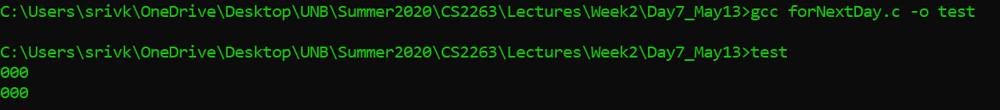 C:\Users\srivk\OneDrive\Desktop\UNB\Summer2020\CS2263\Lectures\Week2\Day7_May13>gcc forNextDay.c -o test
C:\Users\srivk\OneDrive\Desktop\UNB\Summer2020\CS2263\Lectures\Week2\Day7_May13>test
000
000